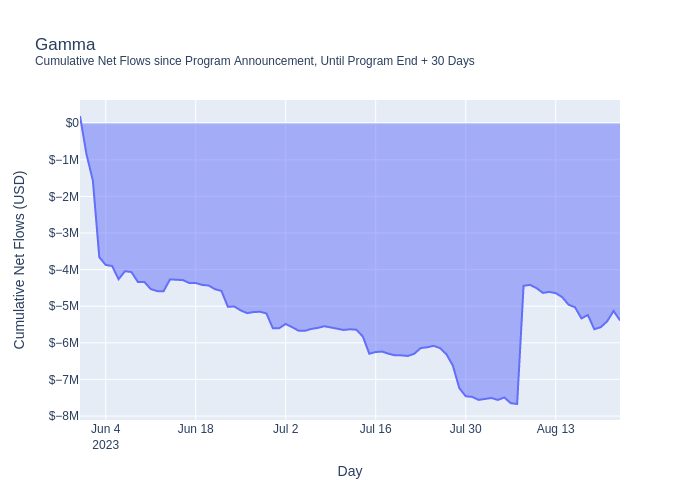 Gamma
Cumulative Net Flows since Program Announcement, Until Program End + 30 Days
Cumulative Net Flows (USD)
$0
$−1M
$−2M
$−3M
$−4M
$−5M
$−6M
$−7M
$−8M
Jun 4
2023
Jun 18
Jul 2
Jul 16
Jul 30
Aug 13
Day